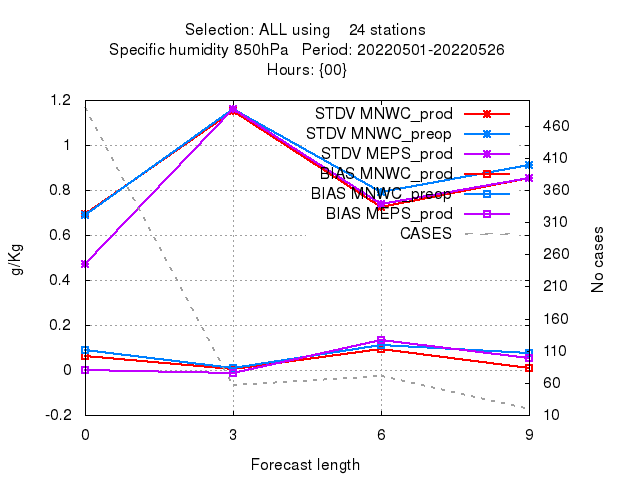 Selection: ALL using    24 stations
Specific humidity 850hPa   Period: 20220501-20220526
Hours: {00}
1.2
1
0.8
0.6
0.4
0.2
0
-0.2
g/Kg
STDV MNWC_prod
STDV MNWC_preop
STDV MEPS_prod
BIAS MNWC_prod
BIAS MNWC_preop
BIAS MEPS_prod
CASES
460
410
360
310
260
210
160
110
60
10
No cases
0
3
6
9
Forecast length